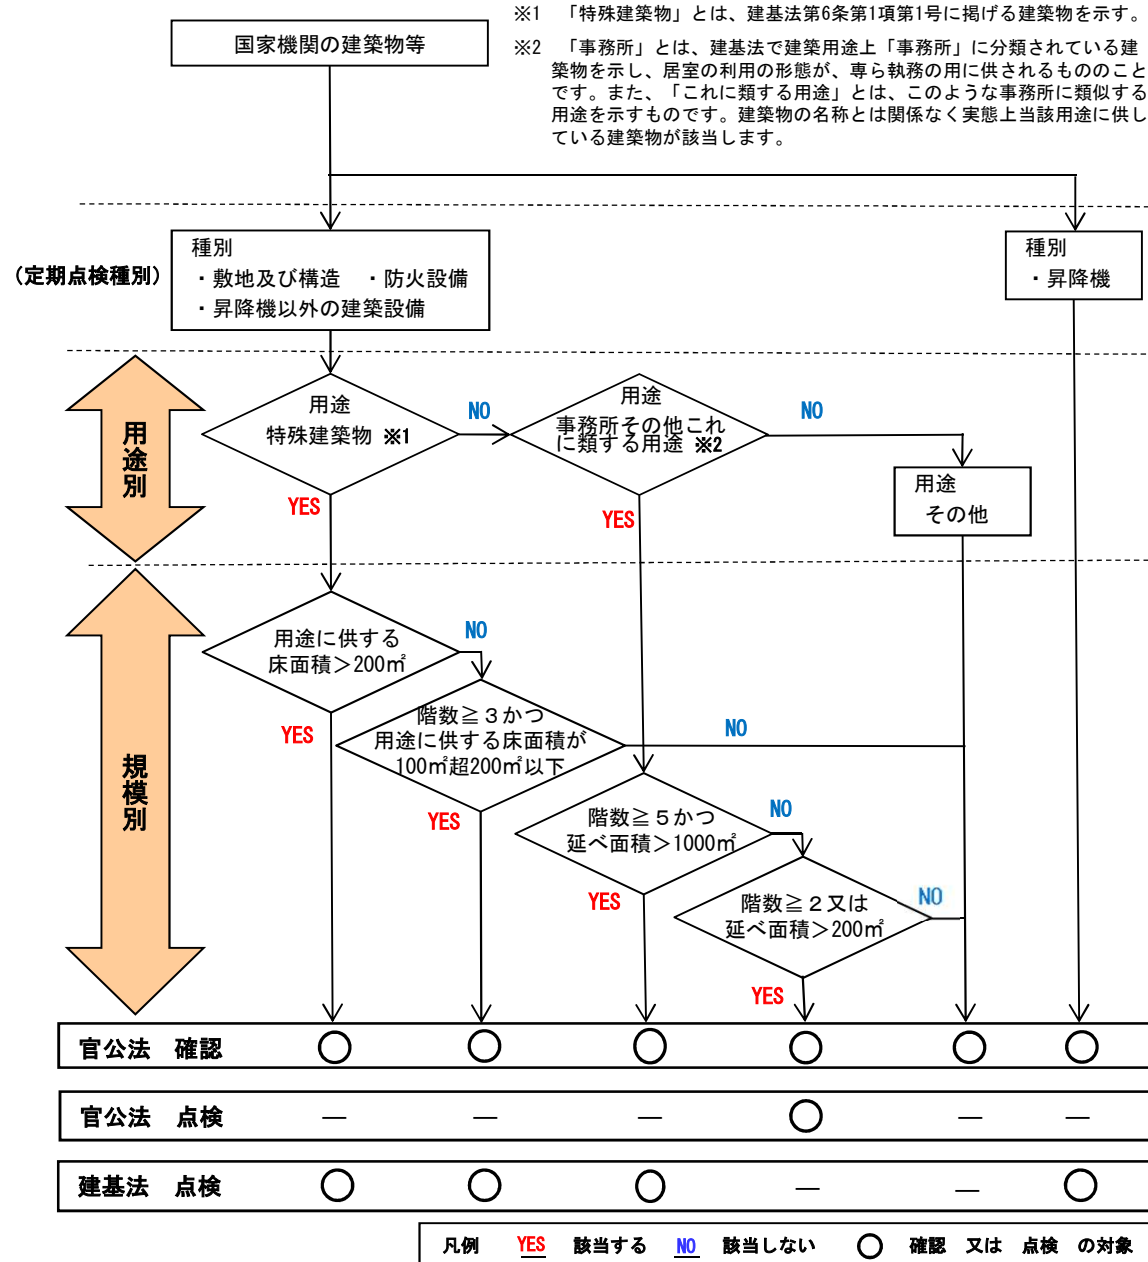 ※1 「特殊建築物」とは、建基法第6条第1項第1号に掲げる建築物を示す。
国家機関の建築物等
※2 「事務所」とは、建基法で建築用途上「事務所」に分類されている建
築物を示し、居室の利用の形態が、専ら執務の用に供されるもののこと
です。また、「これに類する用途」とは、このような事務所に類似する
用途を示すものです。建築物の名称とは関係なく実態上当該用途に供し
ている建築物が該当します。
(定期点検種別)
種別
・敷地及び構造 ・防火設備
・昇降機以外の建築設備
種別
・昇降機
用途別
用途
特殊建築物 ※1
NO
YES
用途
事務所その他これ
に類する用途 ※2
NO
YES
用途
その他
規模別
用途に供する
床面積＞200㎡
NO
YES
階数≧３かつ
用途に供する床面積が
100㎡超200㎡以下
NO
YES
階数≧５かつ
延べ面積＞1000㎡
NO
YES
階数≧２又は
延べ面積＞200㎡
NO
YES
官公法 確認 ○ ○ ○ ○ ○ ○
官公法 点検 ― ― ― ○ ― ―
建基法 点検 ○ ○ ○ ― ― ○
凡例 YES 該当する NO 該当しない ○ 確認 又は 点検 の対象